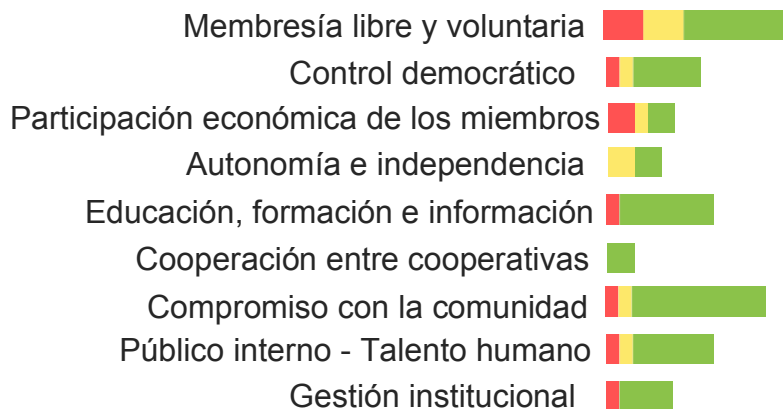 Membresía libre y voluntaria
Control democrático
Participación económica de los miembros
Autonomía e independencia
Educación, formación e información
Cooperación entre cooperativas
Compromiso con la comunidad
Público interno - Talento humano
Gestión institucional